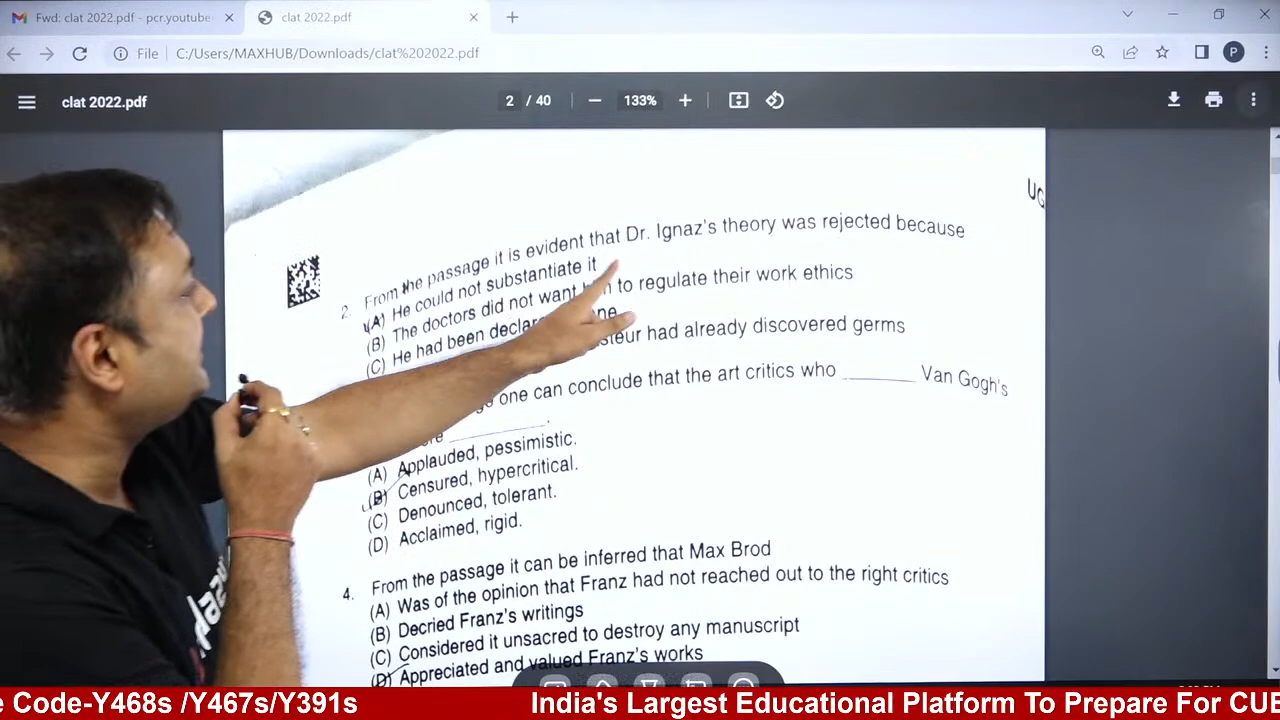 Fwd: clat 2022.pdf - pcr.youtube
clat 2022.pdf
File C:/Users/MAXHUB/Downloads/clat%202022.pdf
P
clat 2022.pdf
2 / 40
133%
UG
2. From the passage it is evident that Dr. Ignaz's theory was rejected because
(A) He could not substantiate it
(B) The doctors did not want to regulate their work ethics
(C) He had been
had already discovered germs
one can conclude that the art critics who ______ Van Gogh's
______.
(A) Applauded, pessimistic.
(B) Censured, hypercritical.
(C) Denounced, tolerant.
(D) Acclaimed, rigid.
4. From the passage it can be inferred that Max Brod
(A) Was of the opinion that Franz had not reached out to the right critics
(B) Decried Franz's writings
(C) Considered it unsacred to destroy any manuscript
(D) Appreciated and valued Franz's works
e Code-Y468s /Y467s/Y391s India's Largest Educational Platform To Prepare For CUE